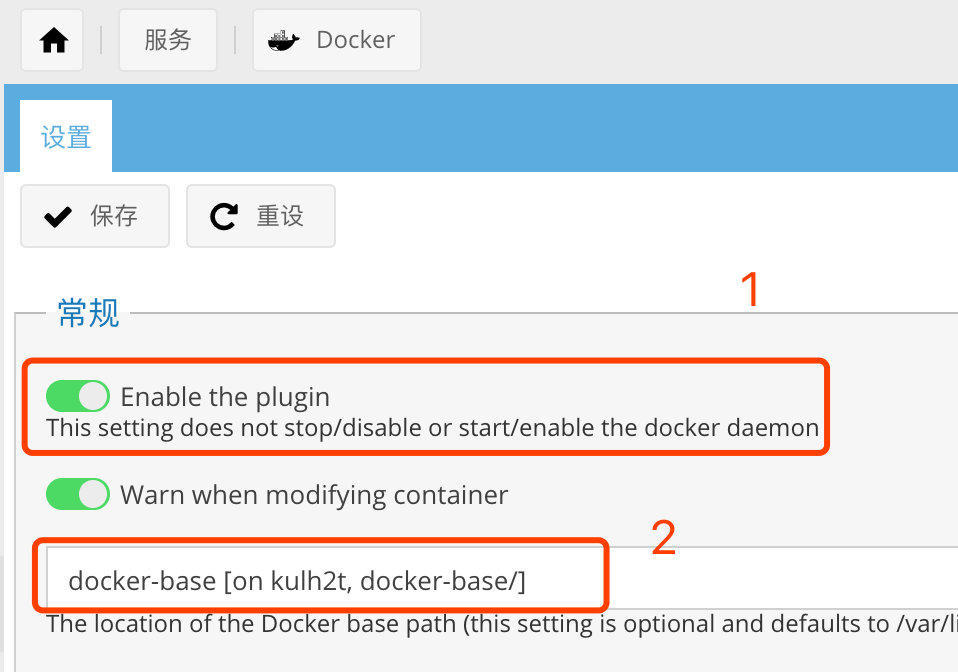 服务
Docker
设置
保存
重设
1
常规
Enable the plugin
This setting does not stop/disable or start/enable the docker daemon
Warn when modifying container
2
docker-base [on kulh2t, docker-base/]
The location of the Docker base path (this setting is optional and defaults to /var/li